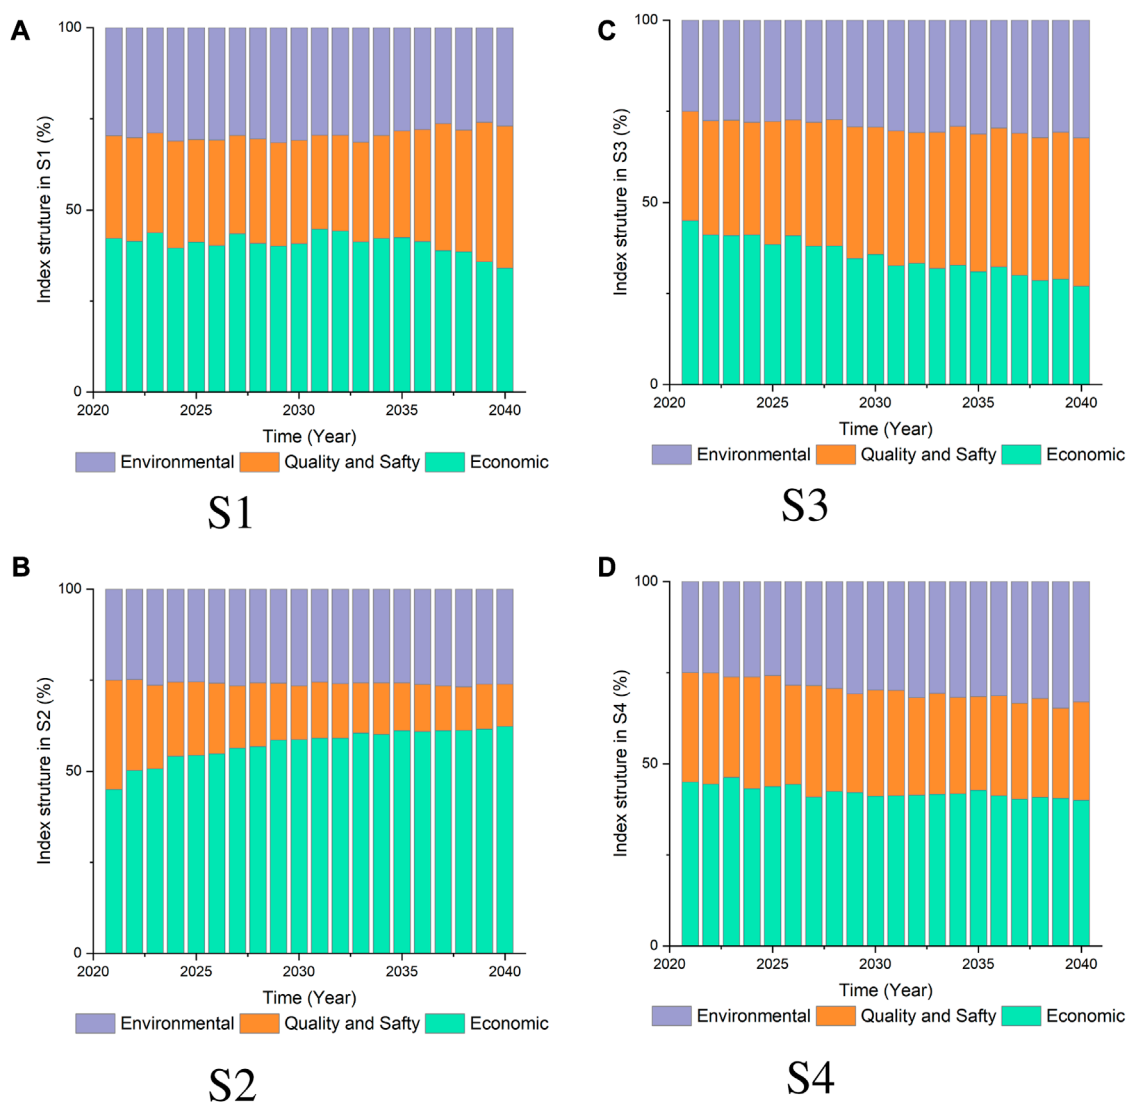 A
Index struture in S1 (%)
100
50
0
2020 2025 2030 2035 2040
Time (Year)
Environmental Quality and Safty Economic
S1
C
Index struture in S3 (%)
100
50
0
2020 2025 2030 2035 2040
Time (Year)
Environmental Quality and Safty Economic
S3
B
Index struture in S2 (%)
100
50
0
2020 2025 2030 2035 2040
Time (Year)
Environmental Quality and Safty Economic
S2
D
Index struture in S4 (%)
100
50
0
2020 2025 2030 2035 2040
Time (Year)
Environmental Quality and Safty Economic
S4